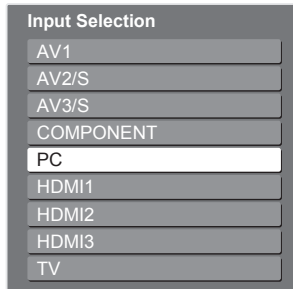 Input Selection
AV1
AV2/S
AV3/S
COMPONENT
PC
HDMI1
HDMI2
HDMI3
TV